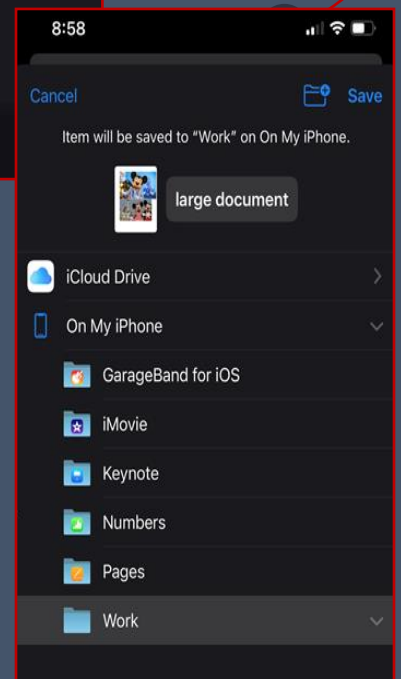 8:58
Cancel
Save
Item will be saved to “Work” on On My iPhone.
large document
iCloud Drive
On My iPhone
GarageBand for iOS
iMovie
Keynote
Numbers
Pages
Work